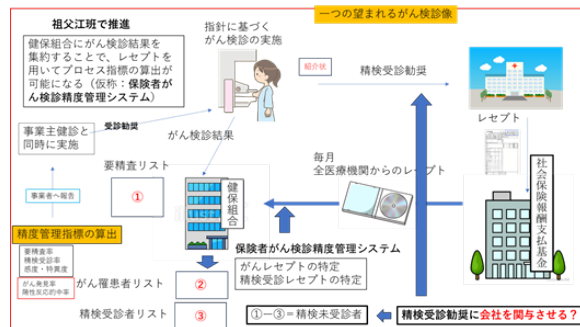 一つの望まれるがん検診像
祖父江班で推進
健保組合にがん検診結果を
集約することで、レセプトを
用いてプロセス指標の算出が
可能になる（仮称：保険者が
ん検診精度管理システム）
指針に基づく
がん検診の実施
紹介状
精検受診勧奨
レセプト
事業主健診と
同時に実施
受診勧奨
がん検診結果
要精査リスト
①
毎月
全医療機関からのレセプト
社会保険報酬支払基金
健保組合
事業者へ報告
精度管理指標の算出
要精査率
精検受診率
感度・特異度
がん発見率
陽性反応的中率
保険者がん検診精度管理システム
がんレセプトの特定
精検受診レセプトの特定
がん罹患者リスト
②
精検受診者リスト
③
①ー③＝精検未受診者
精検受診勧奨に会社を関与させる？